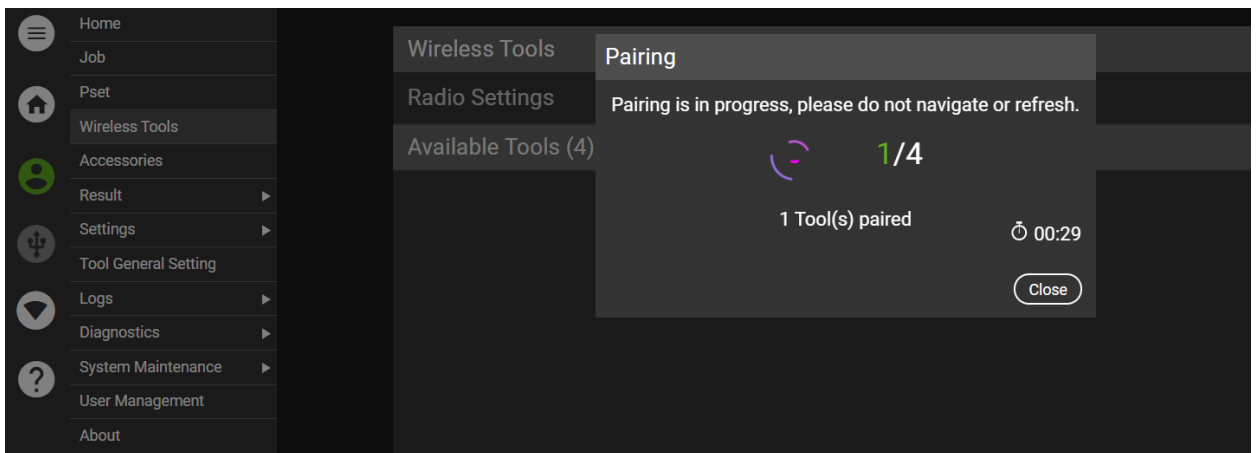 Home
Job
Pset
Wireless Tools
Accessories
Result
Settings
Tool General Setting
Logs
Diagnostics
System Maintenance
User Management
About
Wireless Tools
Radio Settings
Available Tools (4)
Pairing
Pairing is in progress, please do not navigate or refresh.
1/4
1 Tool(s) paired
00:29
Close